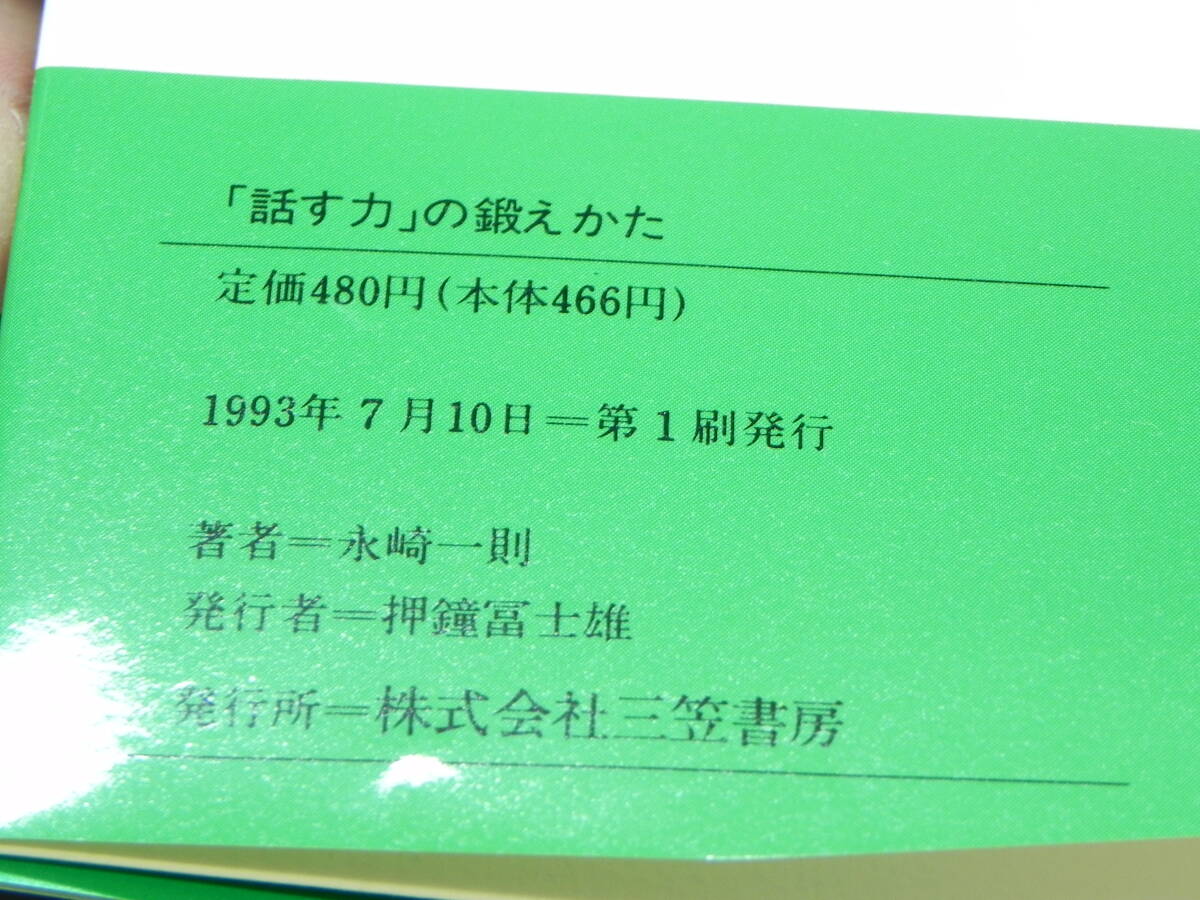 「話す力」の鍛えかた
定価480円(本体466円)
1993年7月10日＝第1刷発行
著者＝永崎一則
発行者＝押鐘冨士雄
発行所＝株式会社三笠書房